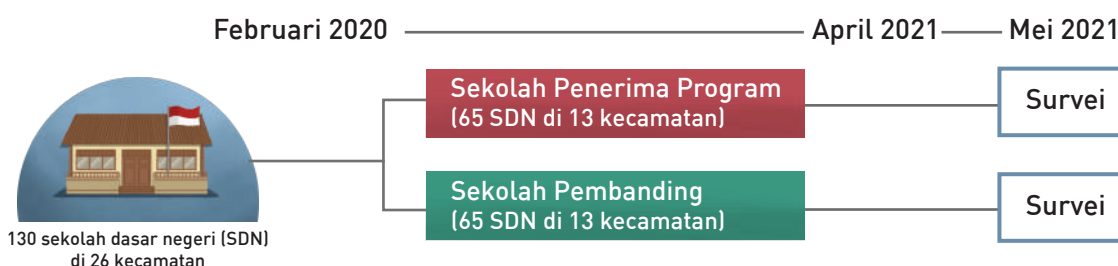 Februari 2020 April 2021 Mei 2021
Sekolah Penerima Program
(65 SDN di 13 kecamatan)
Survei
Sekolah Pembanding
(65 SDN di 13 kecamatan)
Survei
130 sekolah dasar negeri (SDN)
di 26 kecamatan